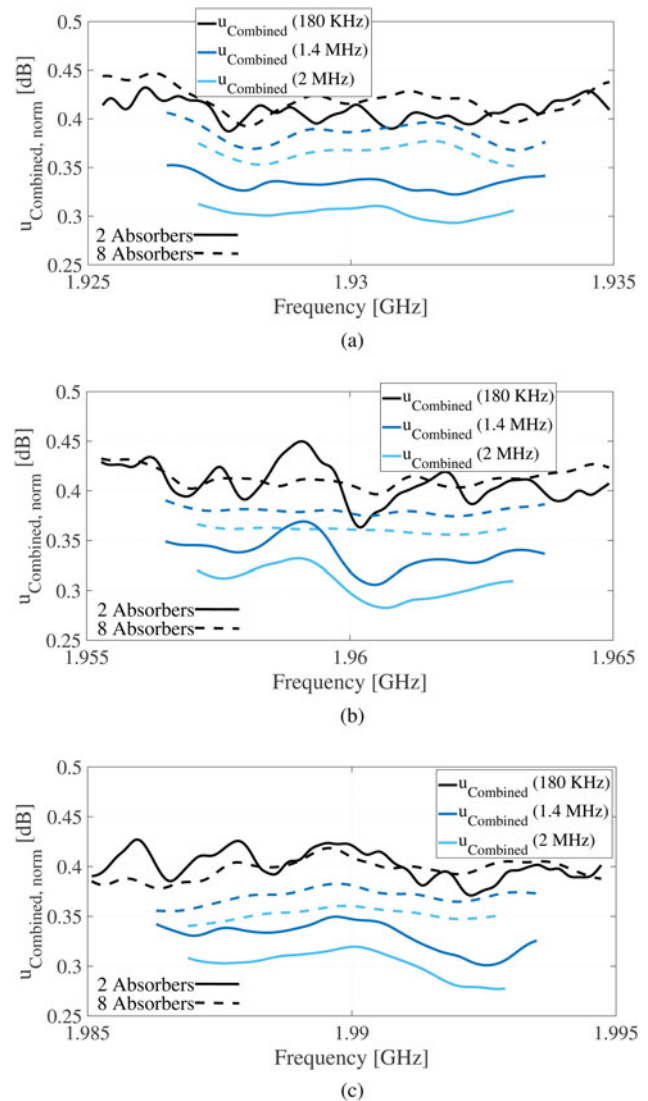 0.5
0.45
0.4
0.35
0.3
0.25
u_Combined, norm [dB]
u_Combined (180 KHz)
u_Combined (1.4 MHz)
u_Combined (2 MHz)
2 Absorbers
8 Absorbers
1.925 1.93 1.935
Frequency [GHz]
(a)
0.5
0.45
0.4
0.35
0.3
0.25
u_Combined, norm [dB]
u_Combined (180 KHz)
u_Combined (1.4 MHz)
u_Combined (2 MHz)
2 Absorbers
8 Absorbers
1.955 1.96 1.965
Frequency [GHz]
(b)
0.5
0.45
0.4
0.35
0.3
0.25
u_Combined, norm [dB]
u_Combined (180 KHz)
u_Combined (1.4 MHz)
u_Combined (2 MHz)
2 Absorbers
8 Absorbers
1.985 1.99 1.995
Frequency [GHz]
(c)